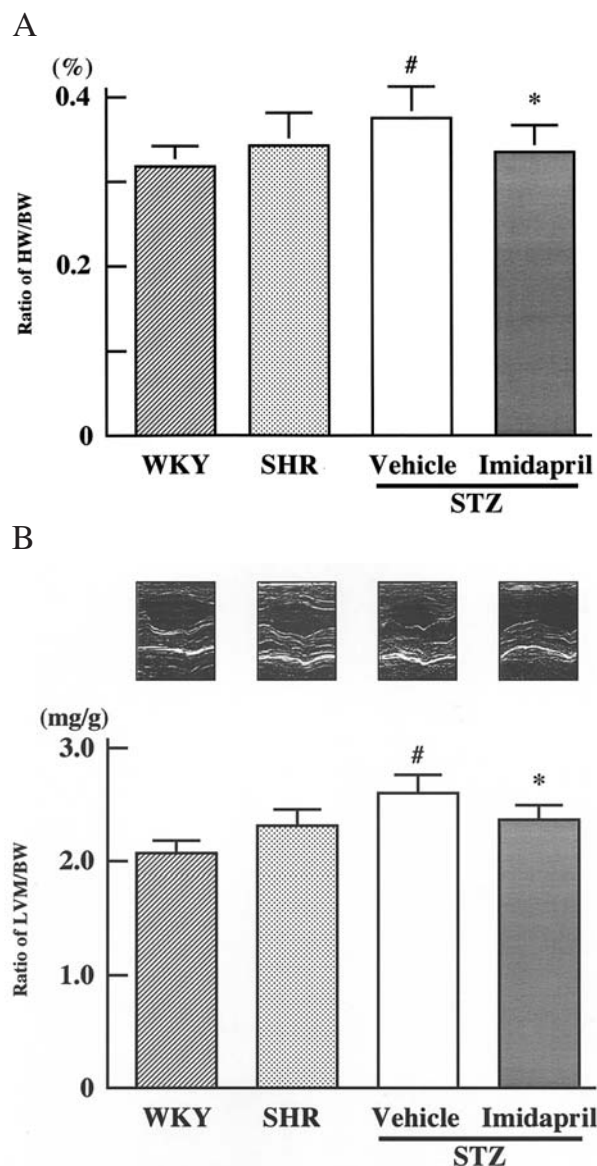 A
(%)
#
*
0.4
0.2
0
Ratio of HW/BW
WKY SHR Vehicle Imidapril
STZ
B
(mg/g)
3.0
2.0
1.0
0
#
*
Ratio of LVM/BW
WKY SHR Vehicle Imidapril
STZ